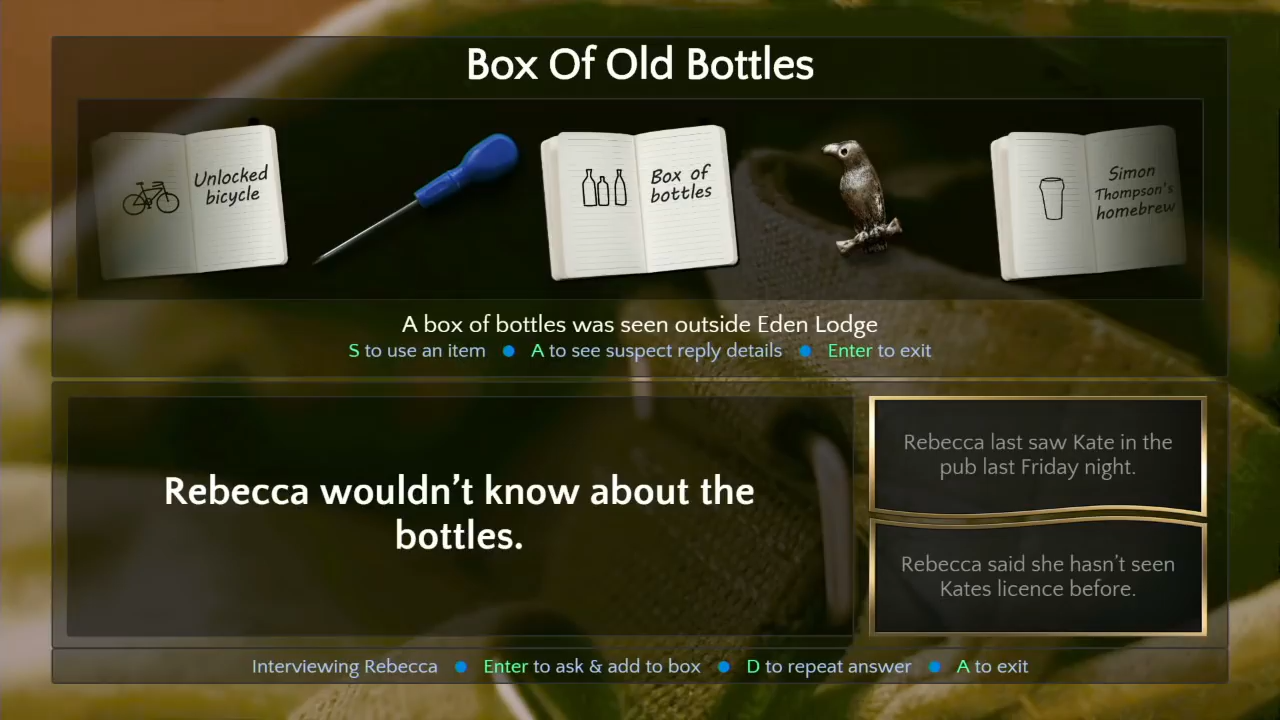 Box Of Old Bottles
Unlocked
bicycle
Box of
bottles
Simon
Thompson's
homebrew
A box of bottles was seen outside Eden Lodge
S to use an item ● A to see suspect reply details ● Enter to exit
Rebecca wouldn't know about the
bottles.
Rebecca last saw Kate in the
pub last Friday night.
Rebecca said she hasn't seen
Kates licence before.
Interviewing Rebecca ● Enter to ask & add to box ● D to repeat answer ● A to exit